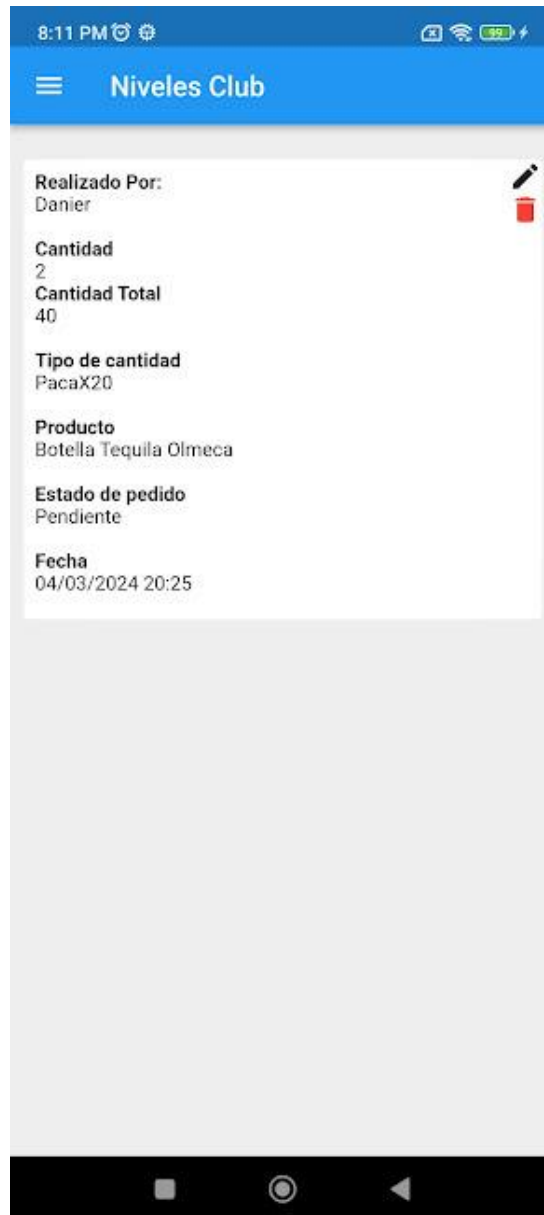 8:11 PM
99
Niveles Club
Realizado Por:
Danier
Cantidad
2
Cantidad Total
40
Tipo de cantidad
PacaX20
Producto
Botella Tequila Olmeca
Estado de pedido
Pendiente
Fecha
04/03/2024 20:25